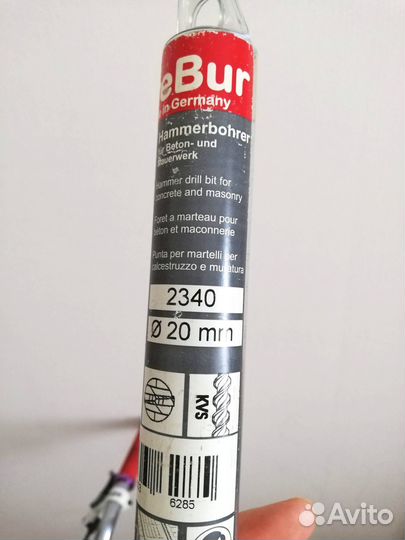 eBur
in Germany
Hammerbohrer
für Beton- und
Mauerwerk
Hammer drill bit for
concrete and masonry
Foret a marteau pour
béton et maconnerie
Punta per martelli per
calcestruzzo e muratura
2340
Ø 20 mm
KVS
6285
Avito